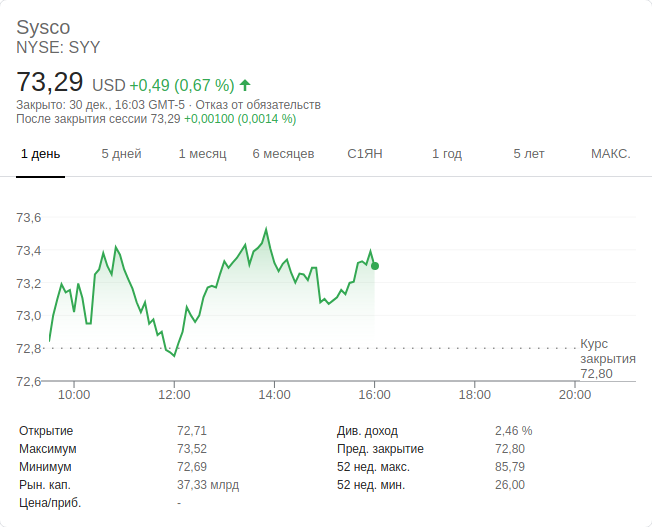 Sysco
NYSE: SYY
73,29 USD +0,49 (0,67 %)
Закрыто: 30 дек., 16:03 GMT-5 · Отказ от обязательств
После закрытия сессии 73,29 +0,00100 (0,0014 %)
1 день 5 дней 1 месяц 6 месяцев С1ЯН 1 год 5 лет МАКС.
73,6
73,4
73,2
73,0
72,8
Курс
закрытия
72,80
72,6
10:00 12:00 14:00 16:00 18:00 20:00
Открытие 72,71 Див. доход 2,46 %
Максимум 73,52 Пред. закрытие 72,80
Минимум 72,69 52 нед. макс. 85,79
Рын. кап. 37,33 млрд 52 нед. мин. 26,00
Цена/приб. -